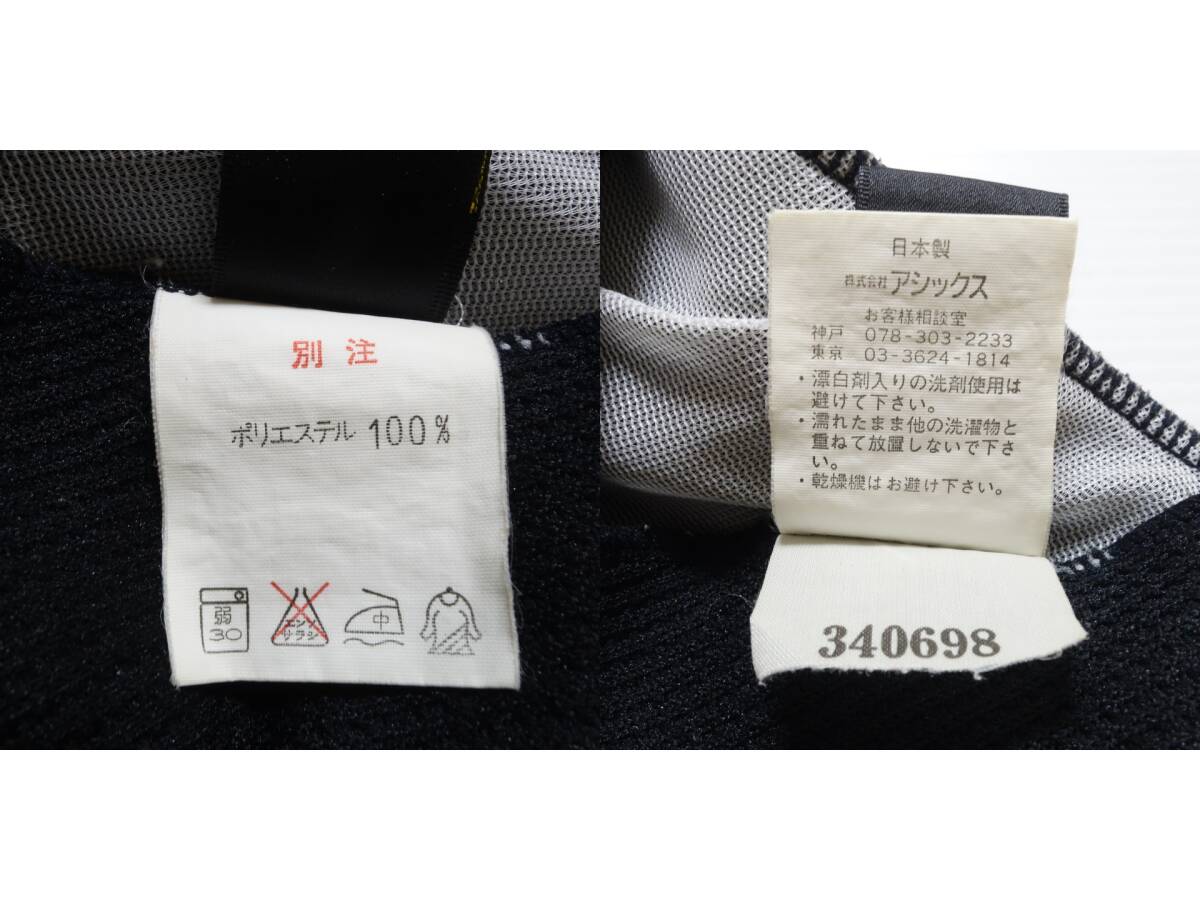 別注
ポリエステル 100%
弱
30
エンソ
サラシ
中
日本製
株式会社 アシックス
お客様相談室
神戸 078-303-2233
東京 03-3624-1814
・漂白剤入りの洗剤使用は
避けて下さい。
・濡れたまま他の洗濯物と
重ねて放置しないで下さ
い。
・乾燥機はお避け下さい。
340698